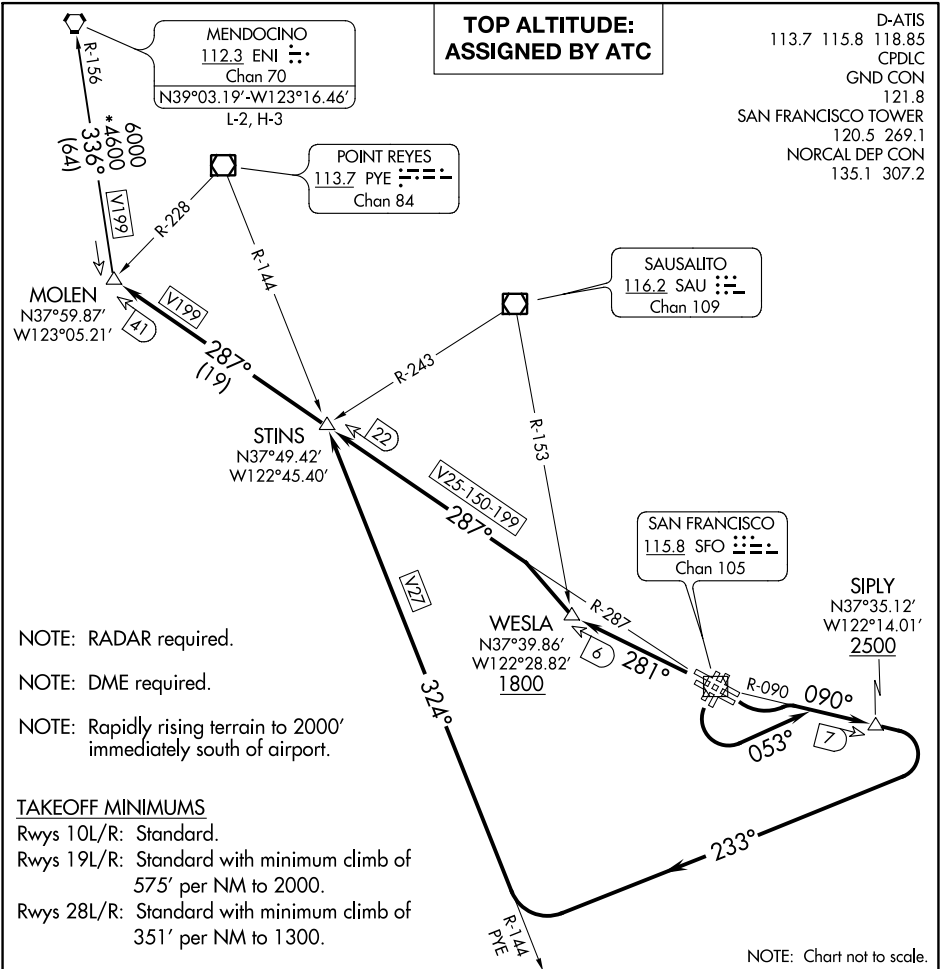 TOP ALTITUDE:
ASSIGNED BY ATC
D-ATIS
113.7 115.8 118.85
CPDLC
GND CON
121.8
SAN FRANCISCO TOWER
120.5 269.1
NORCAL DEP CON
135.1 307.2
MENDOCINO
112.3 ENI
Chan 70
N39°03.19'-W123°16.46'
L-2, H-3
R-156
6000
*4600
336°
(64)
V199
POINT REYES
113.7 PYE
Chan 84
R-228
R-144
SAUSALITO
116.2 SAU
Chan 109
R-243
R-153
MOLEN
N37°59.87'
W123°05.21'
41
V199
287°
(19)
STINS
N37°49.42'
W122°45.40'
22
V25-150-199
287°
V27
324°
SAN FRANCISCO
115.8 SFO
Chan 105
R-287
WESLA
N37°39.86'
W122°28.82'
1800
6
281°
SIPLY
N37°35.12'
W122°14.01'
2500
R-090
090°
7
053°
233°
R-144
PYE
NOTE: RADAR required.
NOTE: DME required.
NOTE: Rapidly rising terrain to 2000'
immediately south of airport.
TAKEOFF MINIMUMS
Rwys 10L/R: Standard.
Rwys 19L/R: Standard with minimum climb of
575' per NM to 2000.
Rwys 28L/R: Standard with minimum climb of
351' per NM to 1300.
NOTE: Chart not to scale.